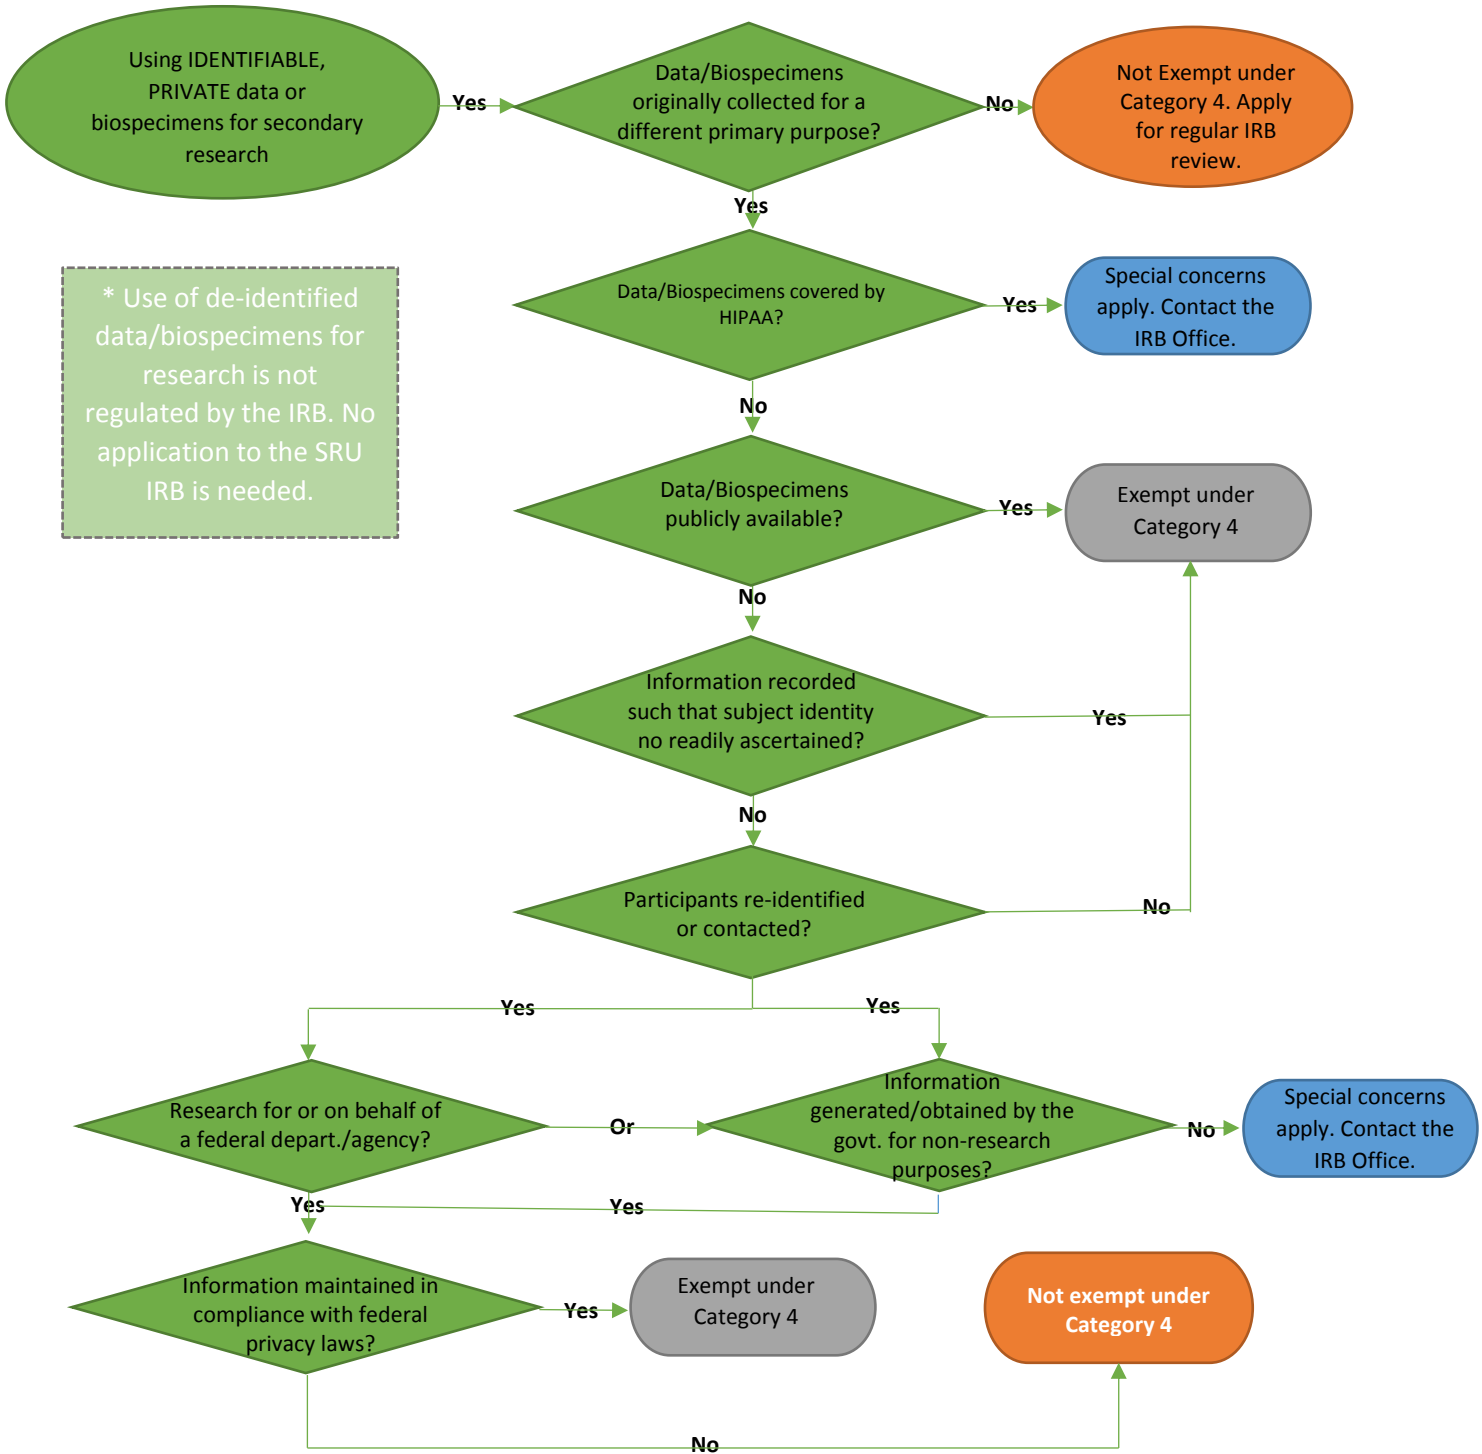 Using IDENTIFIABLE,
PRIVATE data or
biospecimens for secondary
research
Yes
Data/Biospecimens
originally collected for a
different primary purpose?
No
Not Exempt under
Category 4. Apply
for regular IRB
review.
Yes
* Use of de-identified
data/biospecimens for
research is not
regulated by the IRB. No
application to the SRU
IRB is needed.
Data/Biospecimens covered by
HIPAA?
Yes
Special concerns
apply. Contact the
IRB Office.
No
Data/Biospecimens
publicly available?
Yes
Exempt under
Category 4
No
Information recorded
such that subject identity
no readily ascertained?
Yes
No
Participants re-identified
or contacted?
No
Yes
Yes
Research for or on behalf of
a federal depart./agency?
Or
Information
generated/obtained by the
govt. for non-research
purposes?
No
Special concerns
apply. Contact the
IRB Office.
Yes
Yes
Information maintained in
compliance with federal
privacy laws?
Yes
Exempt under
Category 4
Not exempt under
Category 4
No